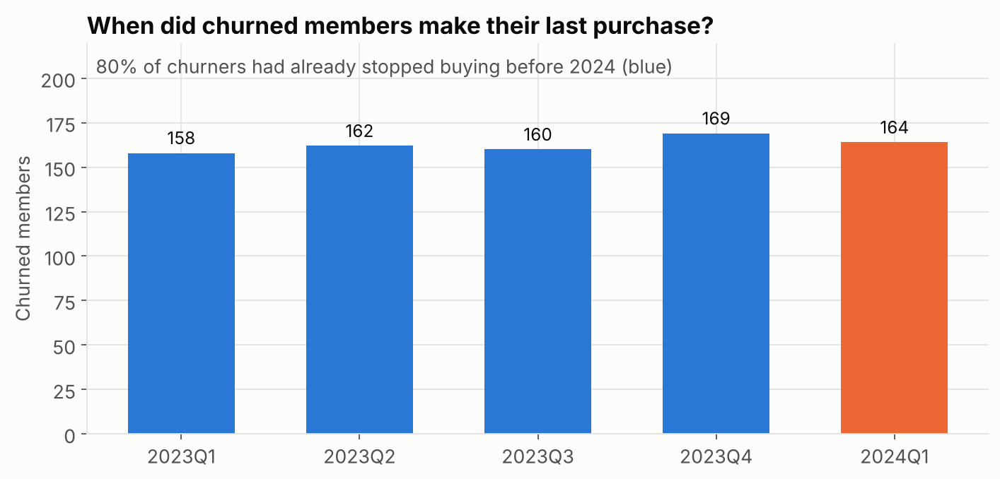 When did churned members make their last purchase?
80% of churners had already stopped buying before 2024 (blue)
Churned members
200
175
150
125
100
75
50
25
0
158
162
160
169
164
2023Q1
2023Q2
2023Q3
2023Q4
2024Q1